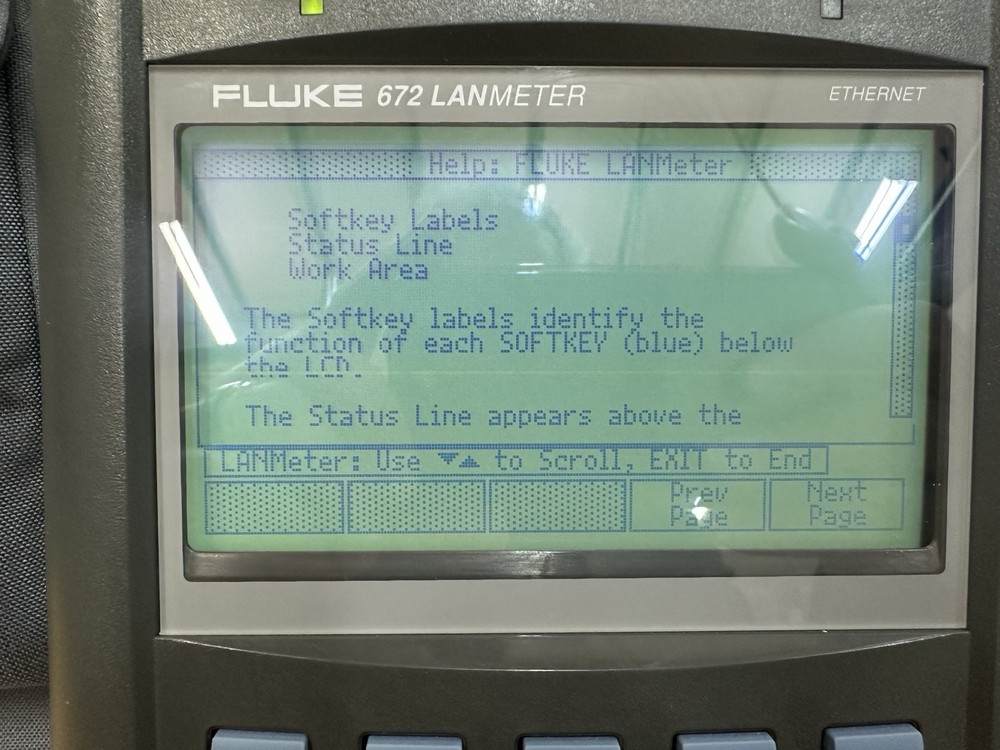 FLUKE 672 LANMETER ETHERNET
Help: FLUKE LANMeter
Softkey Labels
Status Line
Work Area
The Softkey labels identify the
function of each SOFTKEY (blue) below
the LCD.
The Status Line appears above the
LANMeter: Use ▼▲ to Scroll, EXIT to End
Prev Page
Next Page